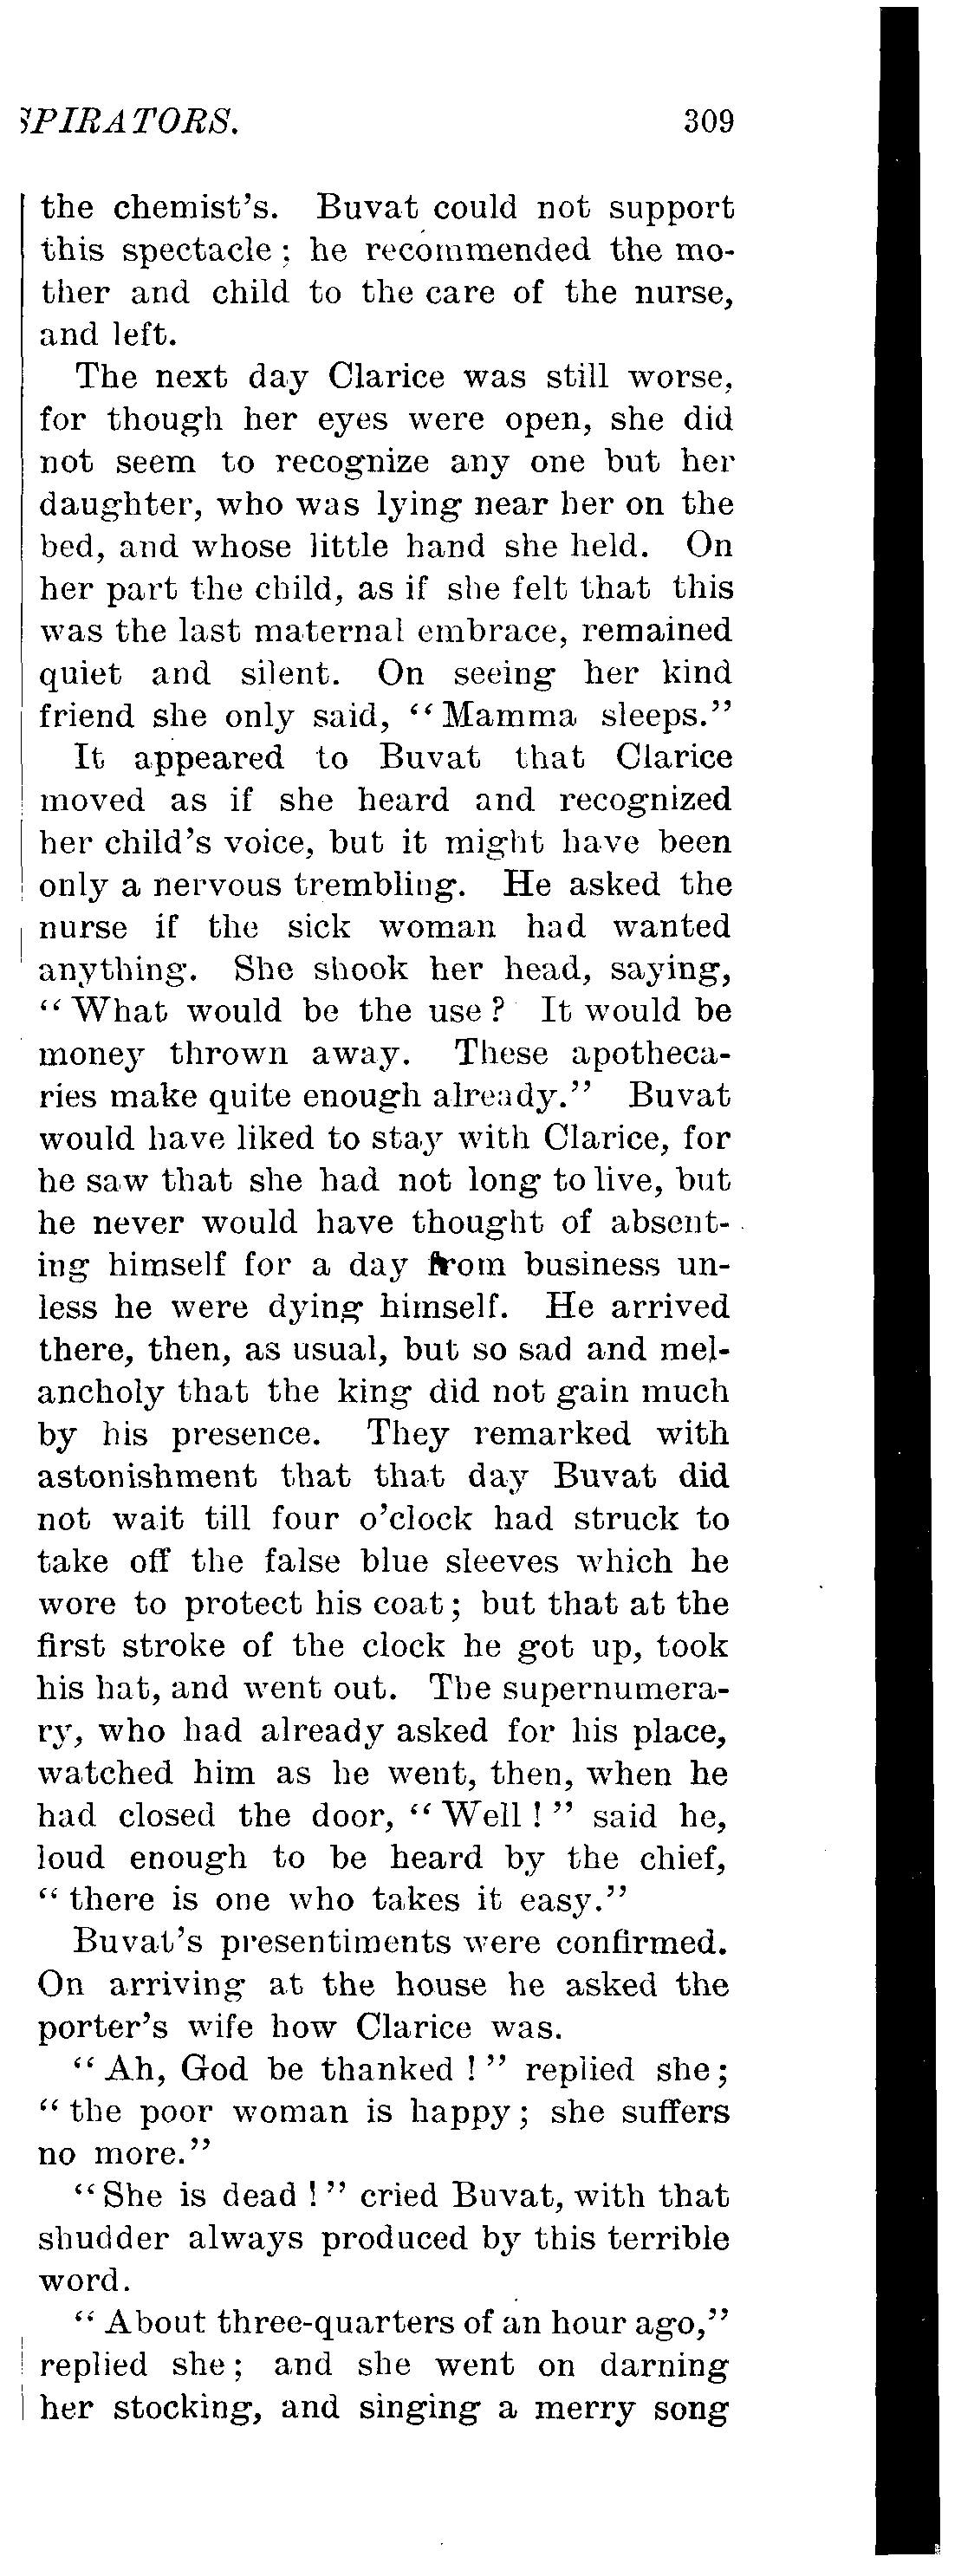 SPIRATORS. 309
the chemist's. Buvat could not support
this spectacle; he recommended the mo-
ther and child to the care of the nurse,
and left.
The next day Clarice was still worse,
for though her eyes were open, she did
not seem to recognize any one but her
daughter, who was lying near her on the
bed, and whose little hand she held. On
her part the child, as if she felt that this
was the last maternal embrace, remained
quiet and silent. On seeing her kind
friend she only said, "Mamma sleeps."
It appeared to Buvat that Clarice
moved as if she heard and recognized
her child's voice, but it might have been
only a nervous trembling. He asked the
nurse if the sick woman had wanted
anything. She shook her head, saying,
"What would be the use? It would be
money thrown away. These apotheca-
ries make quite enough already." Buvat
would have liked to stay with Clarice, for
he saw that she had not long to live, but
he never would have thought of absent-
ing himself for a day from business un-
less he were dying himself. He arrived
there, then, as usual, but so sad and mel-
ancholy that the king did not gain much
by his presence. They remarked with
astonishment that that day Buvat did
not wait till four o'clock had struck to
take off the false blue sleeves which he
wore to protect his coat; but that at the
first stroke of the clock he got up, took
his hat, and went out. The supernumera-
ry, who had already asked for his place,
watched him as he went, then, when he
had closed the door, "Well!" said he,
loud enough to be heard by the chief,
"there is one who takes it easy."
Buvat's presentiments were confirmed.
On arriving at the house he asked the
porter's wife how Clarice was.
"Ah, God be thanked!" replied she;
"the poor woman is happy; she suffers
no more."
"She is dead!" cried Buvat, with that
shudder always produced by this terrible
word.
"About three-quarters of an hour ago,"
replied she; and she went on darning
her stocking, and singing a merry song